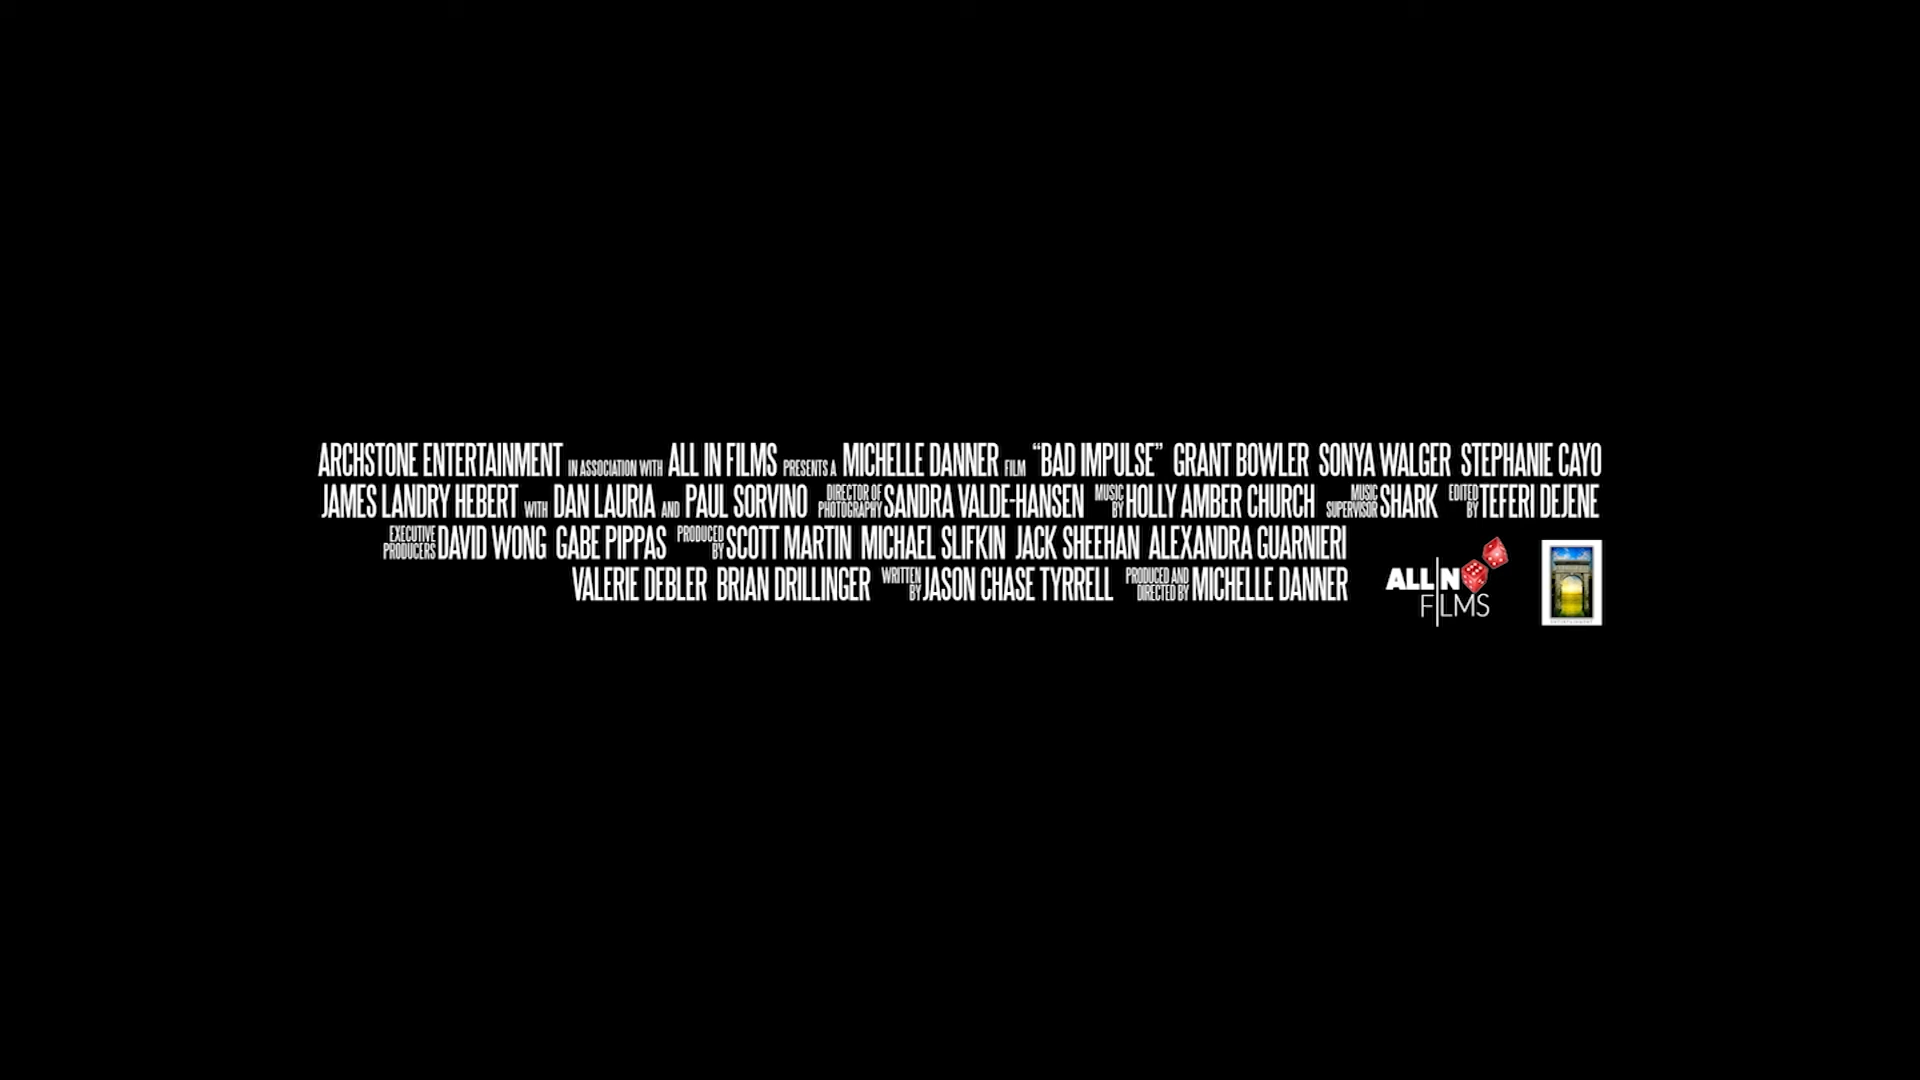 ARCHSTONE ENTERTAINMENT IN ASSOCIATION WITH ALL IN FILMS PRESENTS A MICHELLE DANNER FILM “BAD IMPULSE” GRANT BOWLER SONYA WALGER STEPHANIE CAYO
JAMES LANDRY HEBERT WITH DAN LAURIA AND PAUL SORVINO DIRECTOR OF PHOTOGRAPHY SANDRA VALDE-HANSEN MUSIC BY HOLLY AMBER CHURCH MUSIC SUPERVISOR SHARK EDITED BY TEFERI DEJENE
EXECUTIVE PRODUCERS DAVID WONG GABE PIPPAS PRODUCED BY SCOTT MARTIN MICHAEL SLIFKIN JACK SHEEHAN ALEXANDRA GUARNIERI
VALERIE DEBLER BRIAN DRILLINGER WRITTEN BY JASON CHASE TYRRELL PRODUCED AND DIRECTED BY MICHELLE DANNER
ALL IN
FILMS